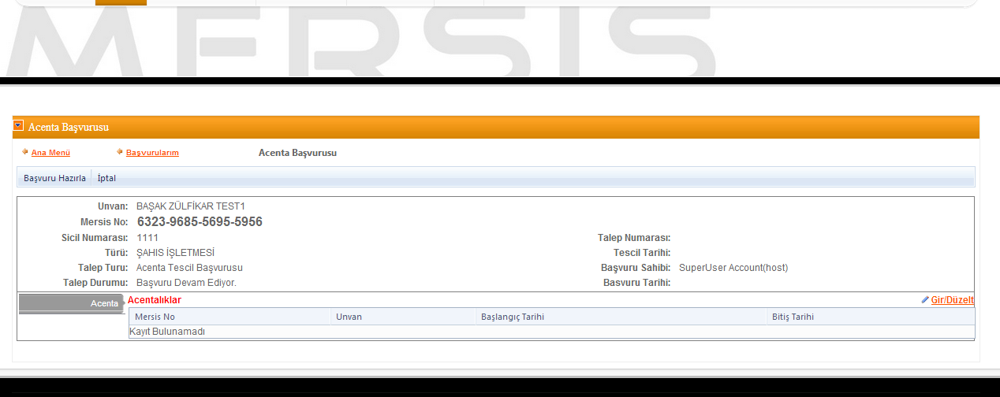 MERSIS
Acenta Başvurusu
Ana Menü Başvurularım Acenta Başvurusu
Başvuru Hazırla İptal
Unvan: BAŞAK ZÜLFİKAR TEST1
Mersis No: 6323-9685-5695-5956
Sicil Numarası: 1111 Talep Numarası:
Türü: ŞAHIS İŞLETMESİ Tescil Tarihi:
Talep Turu: Acenta Tescil Başvurusu Başvuru Sahibi: SuperUser Account(host)
Talep Durumu: Başvuru Devam Ediyor. Basvuru Tarihi:
Acenta Acentalıklar Gir/Düzelt
Mersis No Unvan Başlangıç Tarihi Bitiş Tarihi
Kayıt Bulunamadı